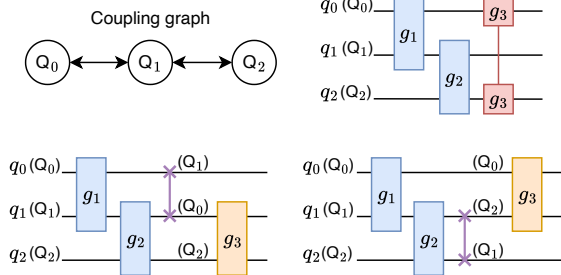 Coupling graph
Q0 Q1 Q2
q0 (Q0) g1 g3
q1 (Q1) g2
q2 (Q2) g3
q0 (Q0) (Q1)
g1
q1 (Q1) (Q0)
g2 g3
q2 (Q2) (Q2)
q0 (Q0) (Q0)
g1 g3
q1 (Q1) (Q2)
g2
q2 (Q2) (Q1)